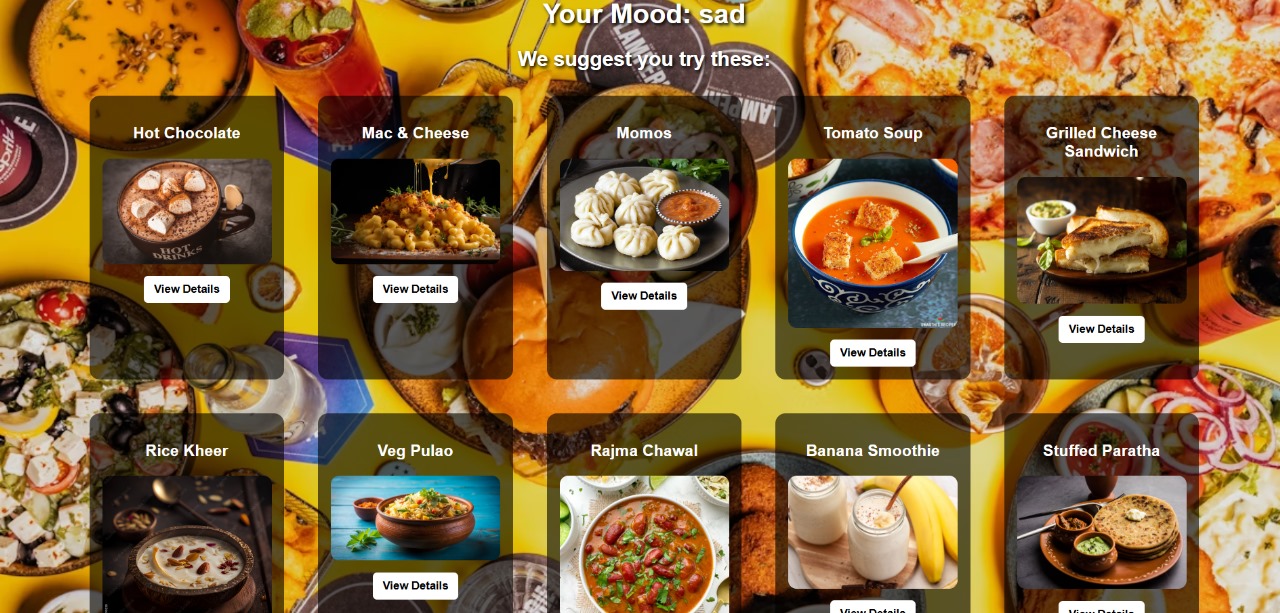 Your Mood: sad
We suggest you try these:
Hot Chocolate
HOT
DRINKS
View Details
Mac & Cheese
View Details
Momos
View Details
Tomato Soup
View Details
Grilled Cheese
Sandwich
View Details
Rice Kheer
Veg Pulao
View Details
Rajma Chawal
Banana Smoothie
View Details
Stuffed Paratha
View Details